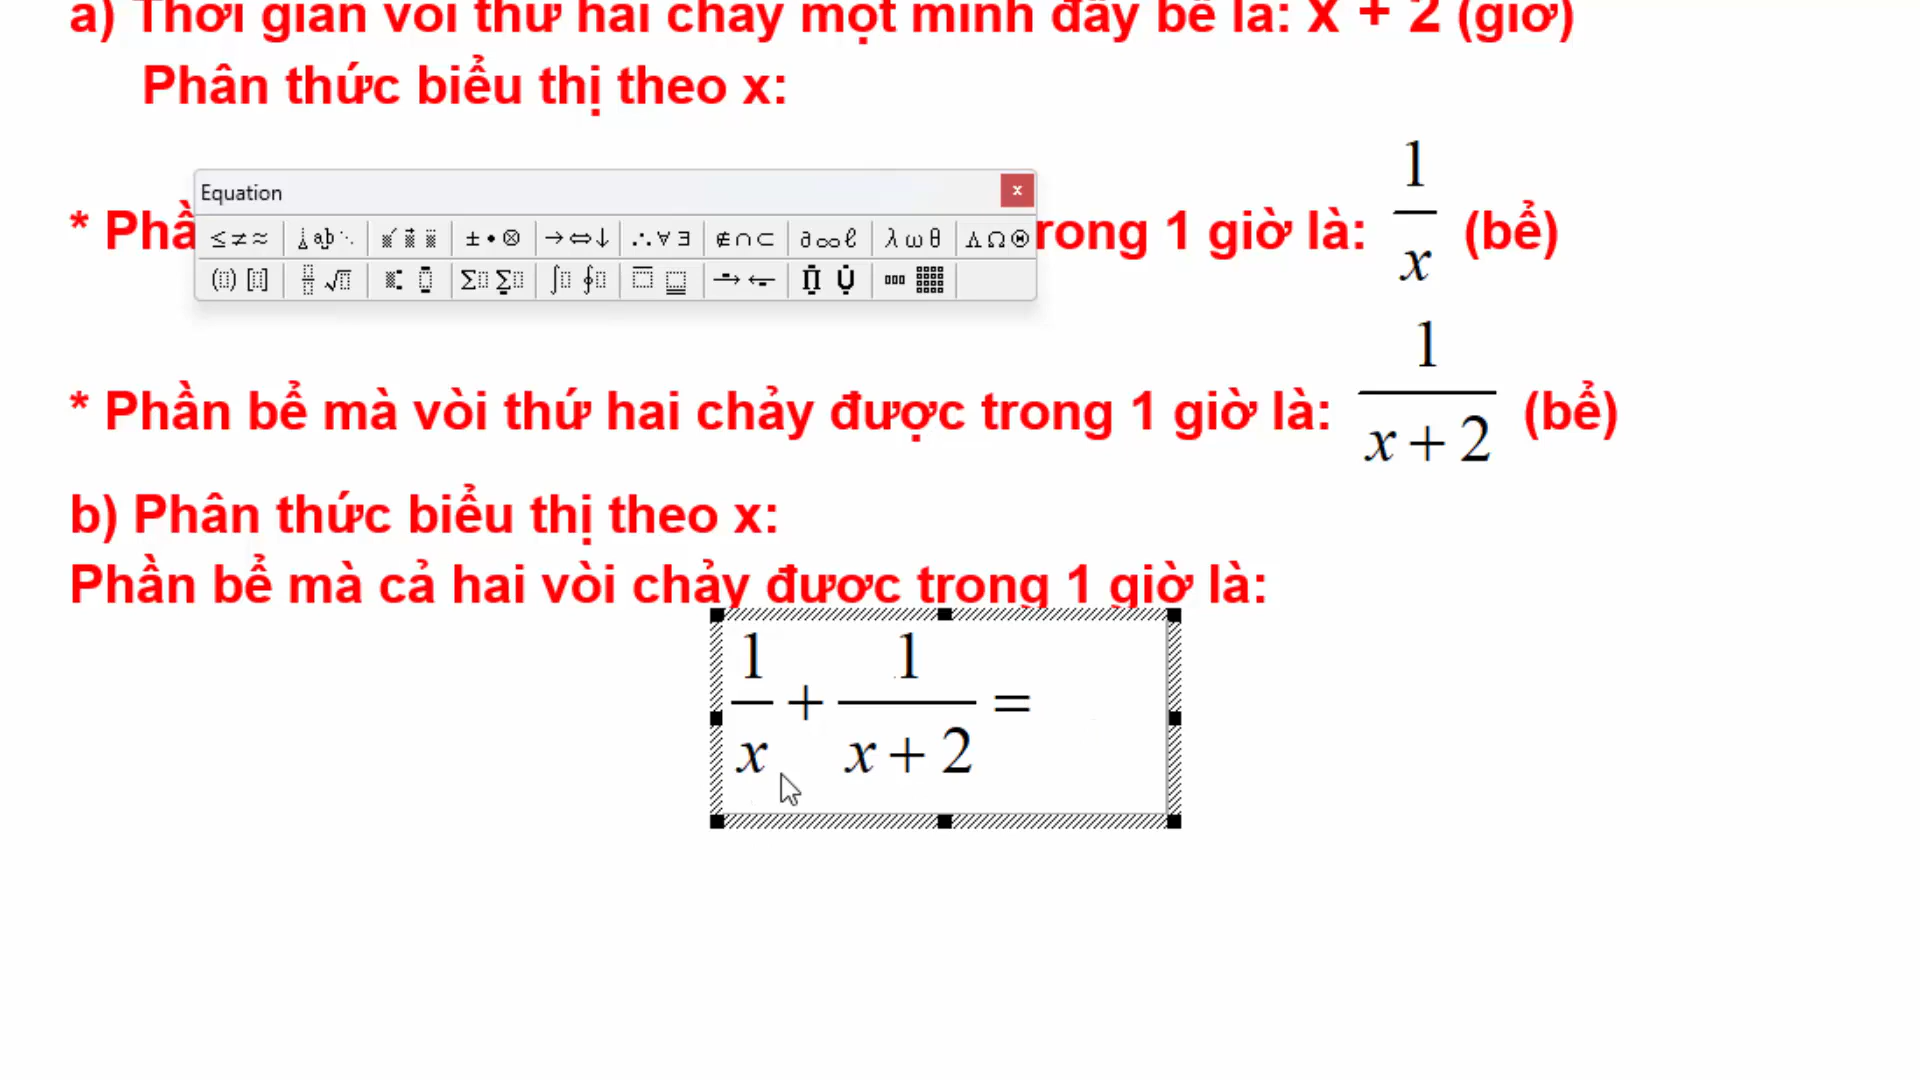 a) Thời gian vòi thứ hai chảy một mình đầy bể là: x + 2 (giờ)
Phân thức biểu thị theo x:
Equation x
≤≠≈ ab ±•⊗ →⇔↓ ∴∀∃ ∉∩⊂ ∂∞ℓ λωθ ΛΩΘ
* Phầ rong 1 giờ là: 1/x (bể)
* Phần bể mà vòi thứ hai chảy được trong 1 giờ là: 1/(x+2) (bể)
b) Phân thức biểu thị theo x:
Phần bể mà cả hai vòi chảy được trong 1 giờ là:
1/x + 1/(x+2) =